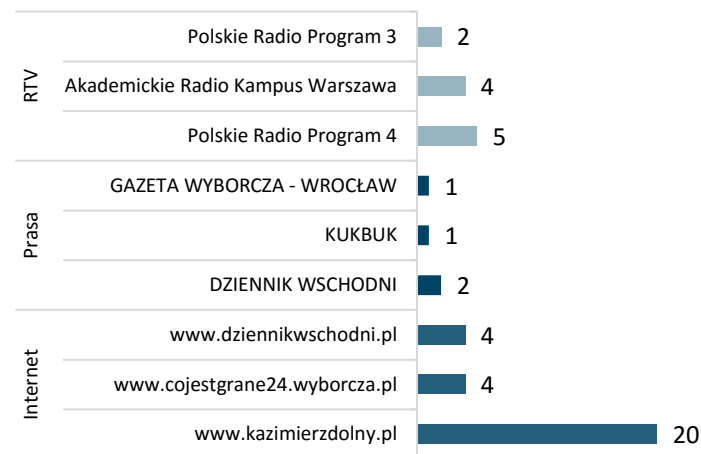 RTV
Polskie Radio Program 3 2
Akademickie Radio Kampus Warszawa 4
Polskie Radio Program 4 5
Prasa
GAZETA WYBORCZA - WROCŁAW 1
KUKBUK 1
DZIENNIK WSCHODNI 2
Internet
www.dziennikwschodni.pl 4
www.cojestgrane24.wyborcza.pl 4
www.kazimierzdolny.pl 20